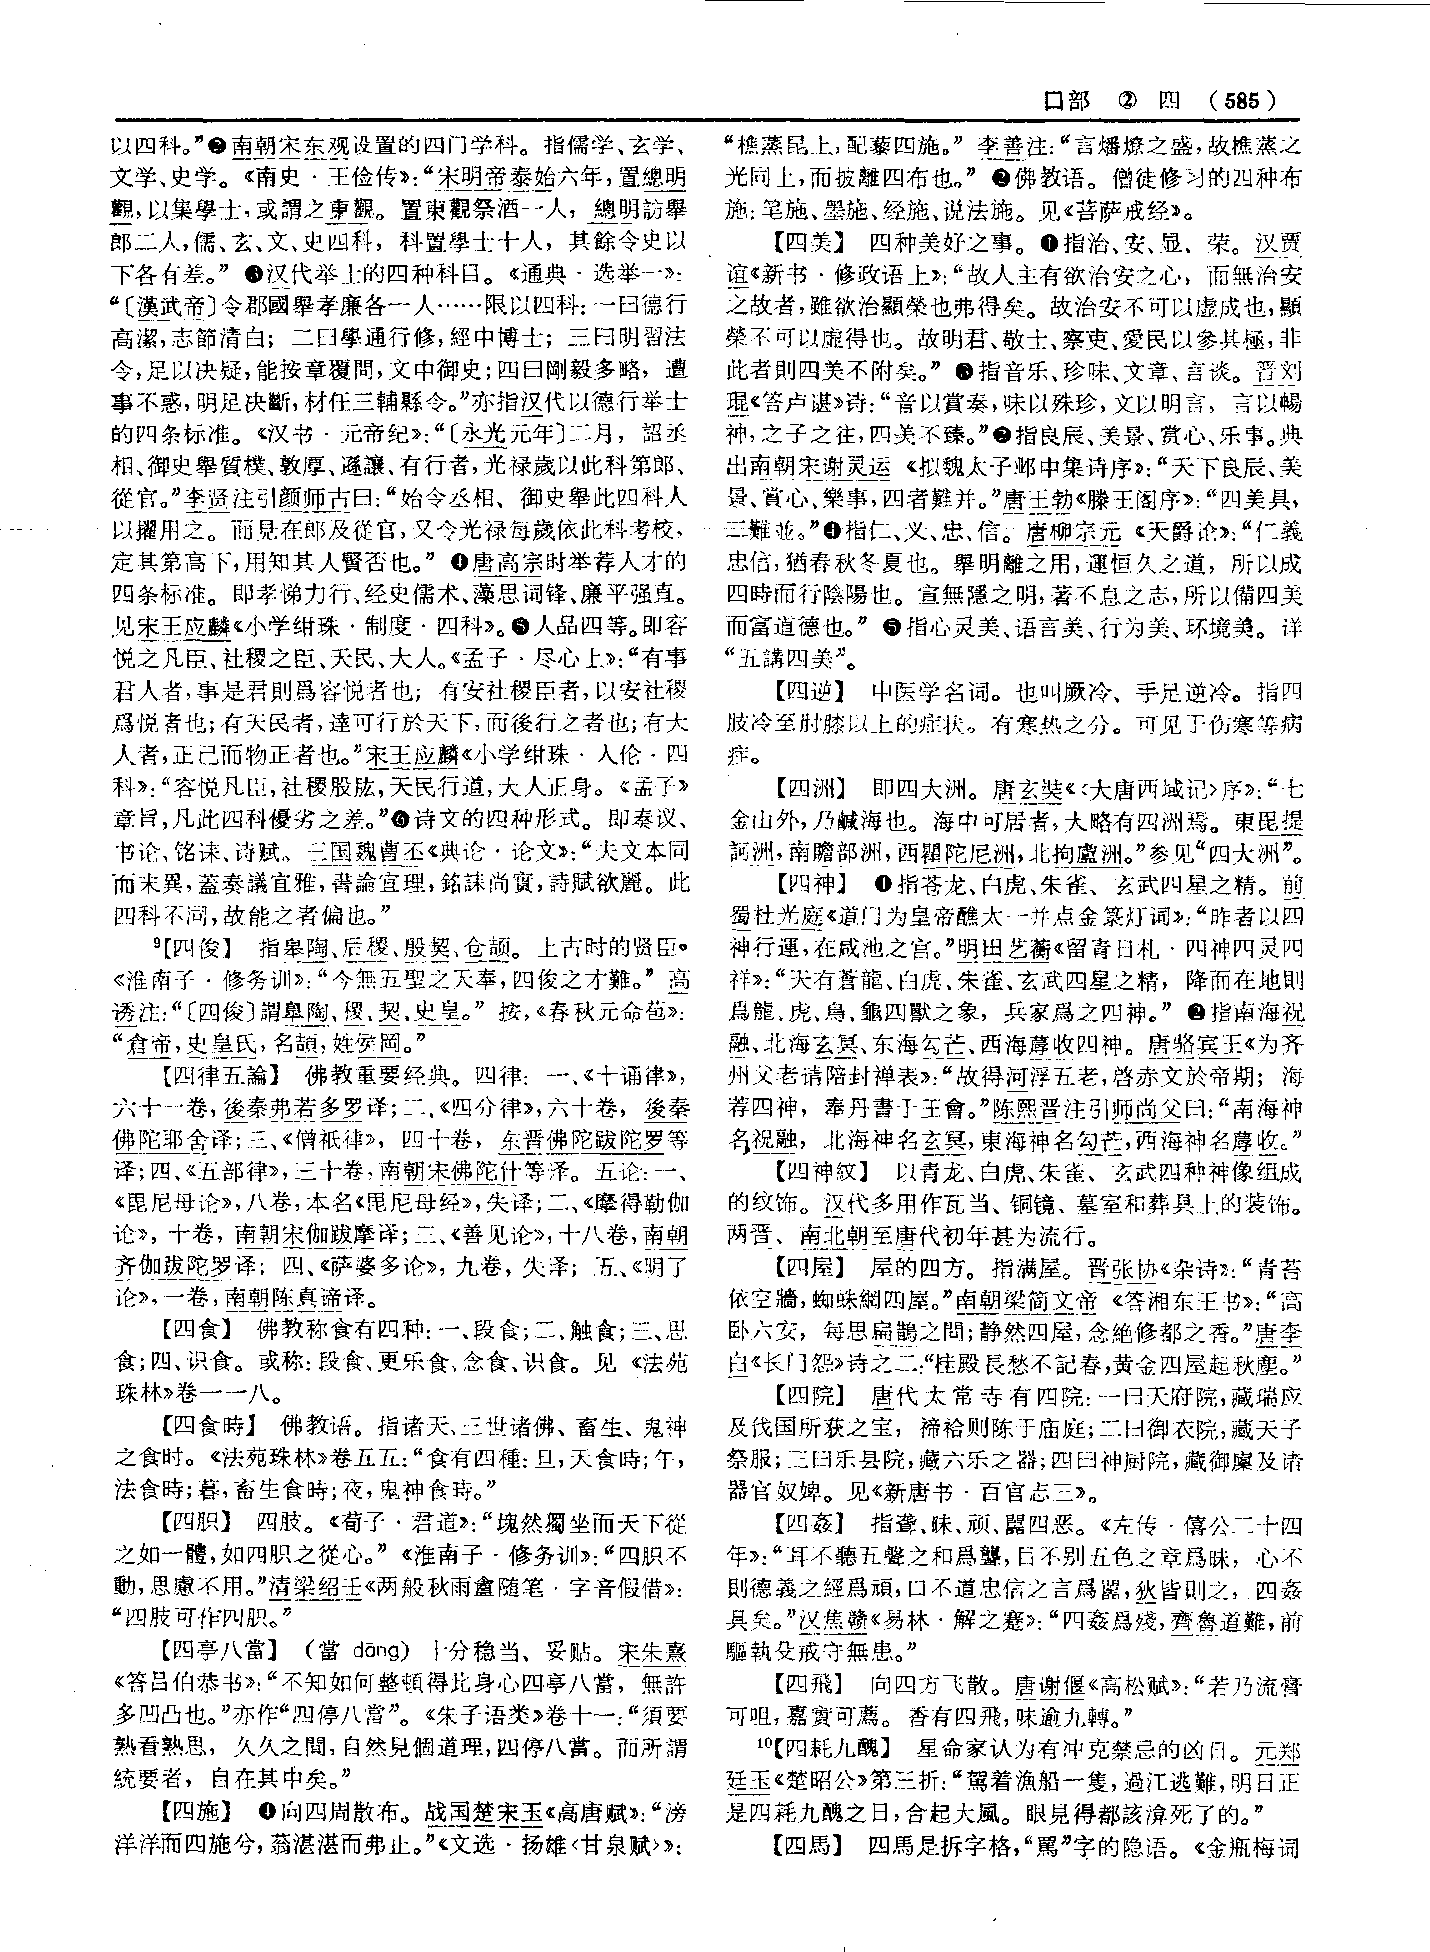 口部 ② 四 (585)
以四科。”❷南朝宋东观设置的四门学科。指儒学、玄学、
文学、史学。《南史·王俭传》：“宋明帝泰始六年，置總明
觀，以集學士，或謂之東觀。置東觀祭酒一人，總明訪舉
郎二人，儒、玄、文、史四科，科置學士十人，其餘令史以
下各有差。”❸汉代举士的四种科目。《通典·选举一》：
“〔漢武帝〕令郡國舉孝廉各一人……限以四科：一曰德行
高潔，志節清白；二曰學通行修，經中博士；三曰明習法
令，足以决疑，能按章覆問，文中御史；四曰剛毅多略，遭
事不惑，明足决斷，材任三輔縣令。”亦指汉代以德行举士
的四条标准。《汉书·元帝纪》：“〔永光元年〕二月，詔丞
相、御史舉質樸、敦厚、遜讓、有行者，光禄歲以此科第郎、
從官。”李贤注引颜师古曰：“始令丞相、御史舉此四科人
以擢用之。而見在郎及從官，又令光禄每歲依此科考校，
定其第高下，用知其人賢否也。”❹唐高宗时举荐人才的
四条标准。即孝悌力行、经史儒术、藻思词锋、廉平强直。
见宋王应麟《小学绀珠·制度·四科》。❺人品四等。即容
悦之凡臣、社稷之臣、天民、大人。《孟子·尽心上》：“有事
君人者，事是君則爲容悦者也；有安社稷臣者，以安社稷
爲悦者也；有天民者，達可行於天下，而後行之者也；有大
人者，正己而物正者也。”宋王应麟《小学绀珠·人伦·四
科》：“容悦凡臣，社稷股肱，天民行道，大人正身。《孟子》
章旨，凡此四科優劣之差。”❻诗文的四种形式。即奏议、
书论、铭诔、诗赋。三国魏曹丕《典论·论文》：“夫文本同
而末異，蓋奏議宜雅，書論宜理，銘誄尚實，詩賦欲麗。此
四科不同，故能之者偏也。”
⁹【四俊】 指皋陶、后稷、殷契、仓颉。上古时的贤臣。
《淮南子·修务训》：“今無五聖之天奉，四俊之才難。”高
诱注：“〔四俊〕謂皋陶、稷、契、史皇。”按，《春秋元命苞》：
“倉帝，史皇氏，名頡，姓侯岡。”
【四律五論】 佛教重要经典。四律：一、《十诵律》，
六十一卷，後秦弗若多罗译；二、《四分律》，六十卷，後秦
佛陀耶舍译；三、《僧祇律》，四十卷，东晋佛陀跋陀罗等
译；四、《五部律》，三十卷，南朝宋佛陀什等泽。五论：一、
《毘尼母论》，八卷，本名《毘尼母经》，失译；二、《摩得勒伽
论》，十卷，南朝宋伽跋摩译；三、《善见论》，十八卷，南朝
齐伽跋陀罗译；四、《萨婆多论》，九卷，失泽；五、《明了
论》，一卷，南朝陈真谛译。
【四食】 佛教称食有四种：一、段食；二、触食；三、思
食；四、识食。或称：段食、更乐食、念食、识食。见《法苑
珠林》卷一一八。
【四食時】 佛教语。指诸天、三世诸佛、畜生、鬼神
之食时。《法苑珠林》卷五五：“食有四種：旦，天食時；午，
法食時；暮，畜生食時；夜，鬼神食時。”
【四胑】 四肢。《荀子·君道》：“塊然獨坐而天下從
之如一體，如四胑之從心。”《淮南子·修务训》：“四胑不
動，思慮不用。”清梁绍壬《两般秋雨盦随笔·字音假借》：
“四肢可作四胑。”
【四亭八當】 （當 dāng）十分稳当、妥贴。宋朱熹
《答吕伯恭书》：“不知如何整頓得此身心四亭八當，無許
多凹凸也。”亦作“四停八當”。《朱子语类》卷十一：“須要
熟看熟思，久久之間，自然見個道理，四停八當。而所謂
統要者，自在其中矣。”
【四施】 ❶向四周散布。战国楚宋玉《高唐赋》：“滂
洋洋而四施兮，蓊湛湛而弗止。”《文选·扬雄〈甘泉赋〉》：
“樵蒸昆上，配藜四施。”李善注：“言燔燎之盛，故樵蒸之
光同上，而披離四布也。”❷佛教语。僧徒修习的四种布
施：笔施、墨施、经施、说法施。见《菩萨戒经》。
【四美】 四种美好之事。❶指治、安、显、荣。汉贾
谊《新书·修政语上》：“故人主有欲治安之心，而無治安
之故者，雖欲治顯榮也弗得矣。故治安不可以虚成也，顯
榮不可以虚得也。故明君、敬士、察吏、愛民以參其極，非
此者則四美不附矣。”❸指音乐、珍味、文章、言谈。晋刘
琨《答卢谌》诗：“音以賞奏，味以殊珍，文以明言，言以暢
神，之子之往，四美不臻。”❷指良辰、美景、赏心、乐事。典
出南朝宋谢灵运《拟魏太子邺中集诗序》：“天下良辰、美
景、賞心、樂事，四者難并。”唐王勃《滕王阁序》：“四美具，
二難並。”❹指仁、义、忠、信。唐柳宗元《天爵论》：“仁義
忠信，猶春秋冬夏也。舉明離之用，運恒久之道，所以成
四時而行陰陽也。宣無隱之明，著不息之志，所以備四美
而富道德也。”❺指心灵美、语言美、行为美、环境美。详
“五講四美”。
【四逆】 中医学名词。也叫厥冷、手足逆冷。指四
肢冷至肘膝以上的症状。有寒热之分。可见于伤寒等病
症。
【四洲】 即四大洲。唐玄奘《〈大唐西域记〉序》：“七
金山外，乃鹹海也。海中可居者，大略有四洲焉。東毘提
訶洲，南瞻部洲，西瞿陀尼洲，北拘盧洲。”参见“四大洲”。
【四神】 ❶指苍龙、白虎、朱雀、玄武四星之精。前
蜀杜光庭《道门为皇帝醮太一并点金箓灯词》：“昨者以四
神行運，在咸池之宫。”明田艺蘅《留青日札·四神四灵四
祥》：“天有蒼龍、白虎、朱雀、玄武四星之精，降而在地則
爲龍、虎、鳥、龜四獸之象，兵家爲之四神。”❷指南海祝
融、北海玄冥、东海勾芒、西海蓐收四神。唐骆宾王《为齐
州父老请陪封禅表》：“故得河浮五老，啓赤文於帝期；海
荐四神，奉丹書于王會。”陈熙晋注引师尚父曰：“南海神
名祝融，北海神名玄冥，東海神名勾芒，西海神名蓐收。”
【四神紋】 以青龙、白虎、朱雀、玄武四种神像组成
的纹饰。汉代多用作瓦当、铜镜、墓室和葬具上的装饰。
两晋、南北朝至唐代初年甚为流行。
【四屋】 屋的四方。指满屋。晋张协《杂诗》：“青苔
依空牆，蜘蛛網四屋。”南朝梁简文帝《答湘东王书》：“高
卧六安，每思扁鵲之問；静然四屋，念絶修都之香。”唐李
白《长门怨》诗之二：“桂殿長愁不記春，黄金四屋起秋塵。”
【四院】 唐代太常寺有四院：一曰天府院，藏瑞应
及伐国所获之宝，禘祫则陈于庙庭；二曰御衣院，藏天子
祭服；三曰乐县院，藏六乐之器；四曰神厨院，藏御廩及诸
器官奴婢。见《新唐书·百官志三》。
【四姦】 指聋、昧、顽、嚚四恶。《左传·僖公二十四
年》：“耳不聽五聲之和爲聾，目不别五色之章爲昧，心不
則德義之經爲頑，口不道忠信之言爲嚚，狄皆則之，四姦
具矣。”汉焦赣《易林·解之蹇》：“四姦爲殘，齊魯道難，前
驅執殳戒守無患。”
【四飛】 向四方飞散。唐谢偃《高松赋》：“若乃流膏
可咀，嘉實可薦。香有四飛，味逾九轉。”
¹⁰【四耗九醜】 星命家认为有冲克禁忌的凶日。元郑
廷玉《楚昭公》第三折：“駕着漁船一隻，過江逃難，明日正
是四耗九醜之日，合起大風。眼見得都該渰死了的。”
【四馬】 四馬是拆字格，“駡”字的隐语。《金瓶梅词